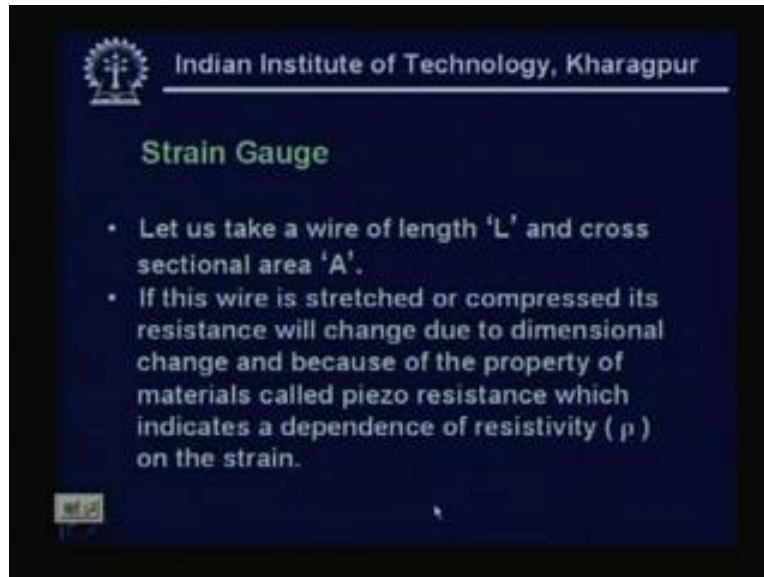 Indian Institute of Technology, Kharagpur
Strain Gauge
• Let us take a wire of length 'L' and cross
sectional area 'A'.
• If this wire is stretched or compressed its
resistance will change due to dimensional
change and because of the property of
materials called piezo resistance which
indicates a dependence of resistivity ( ρ )
on the strain.